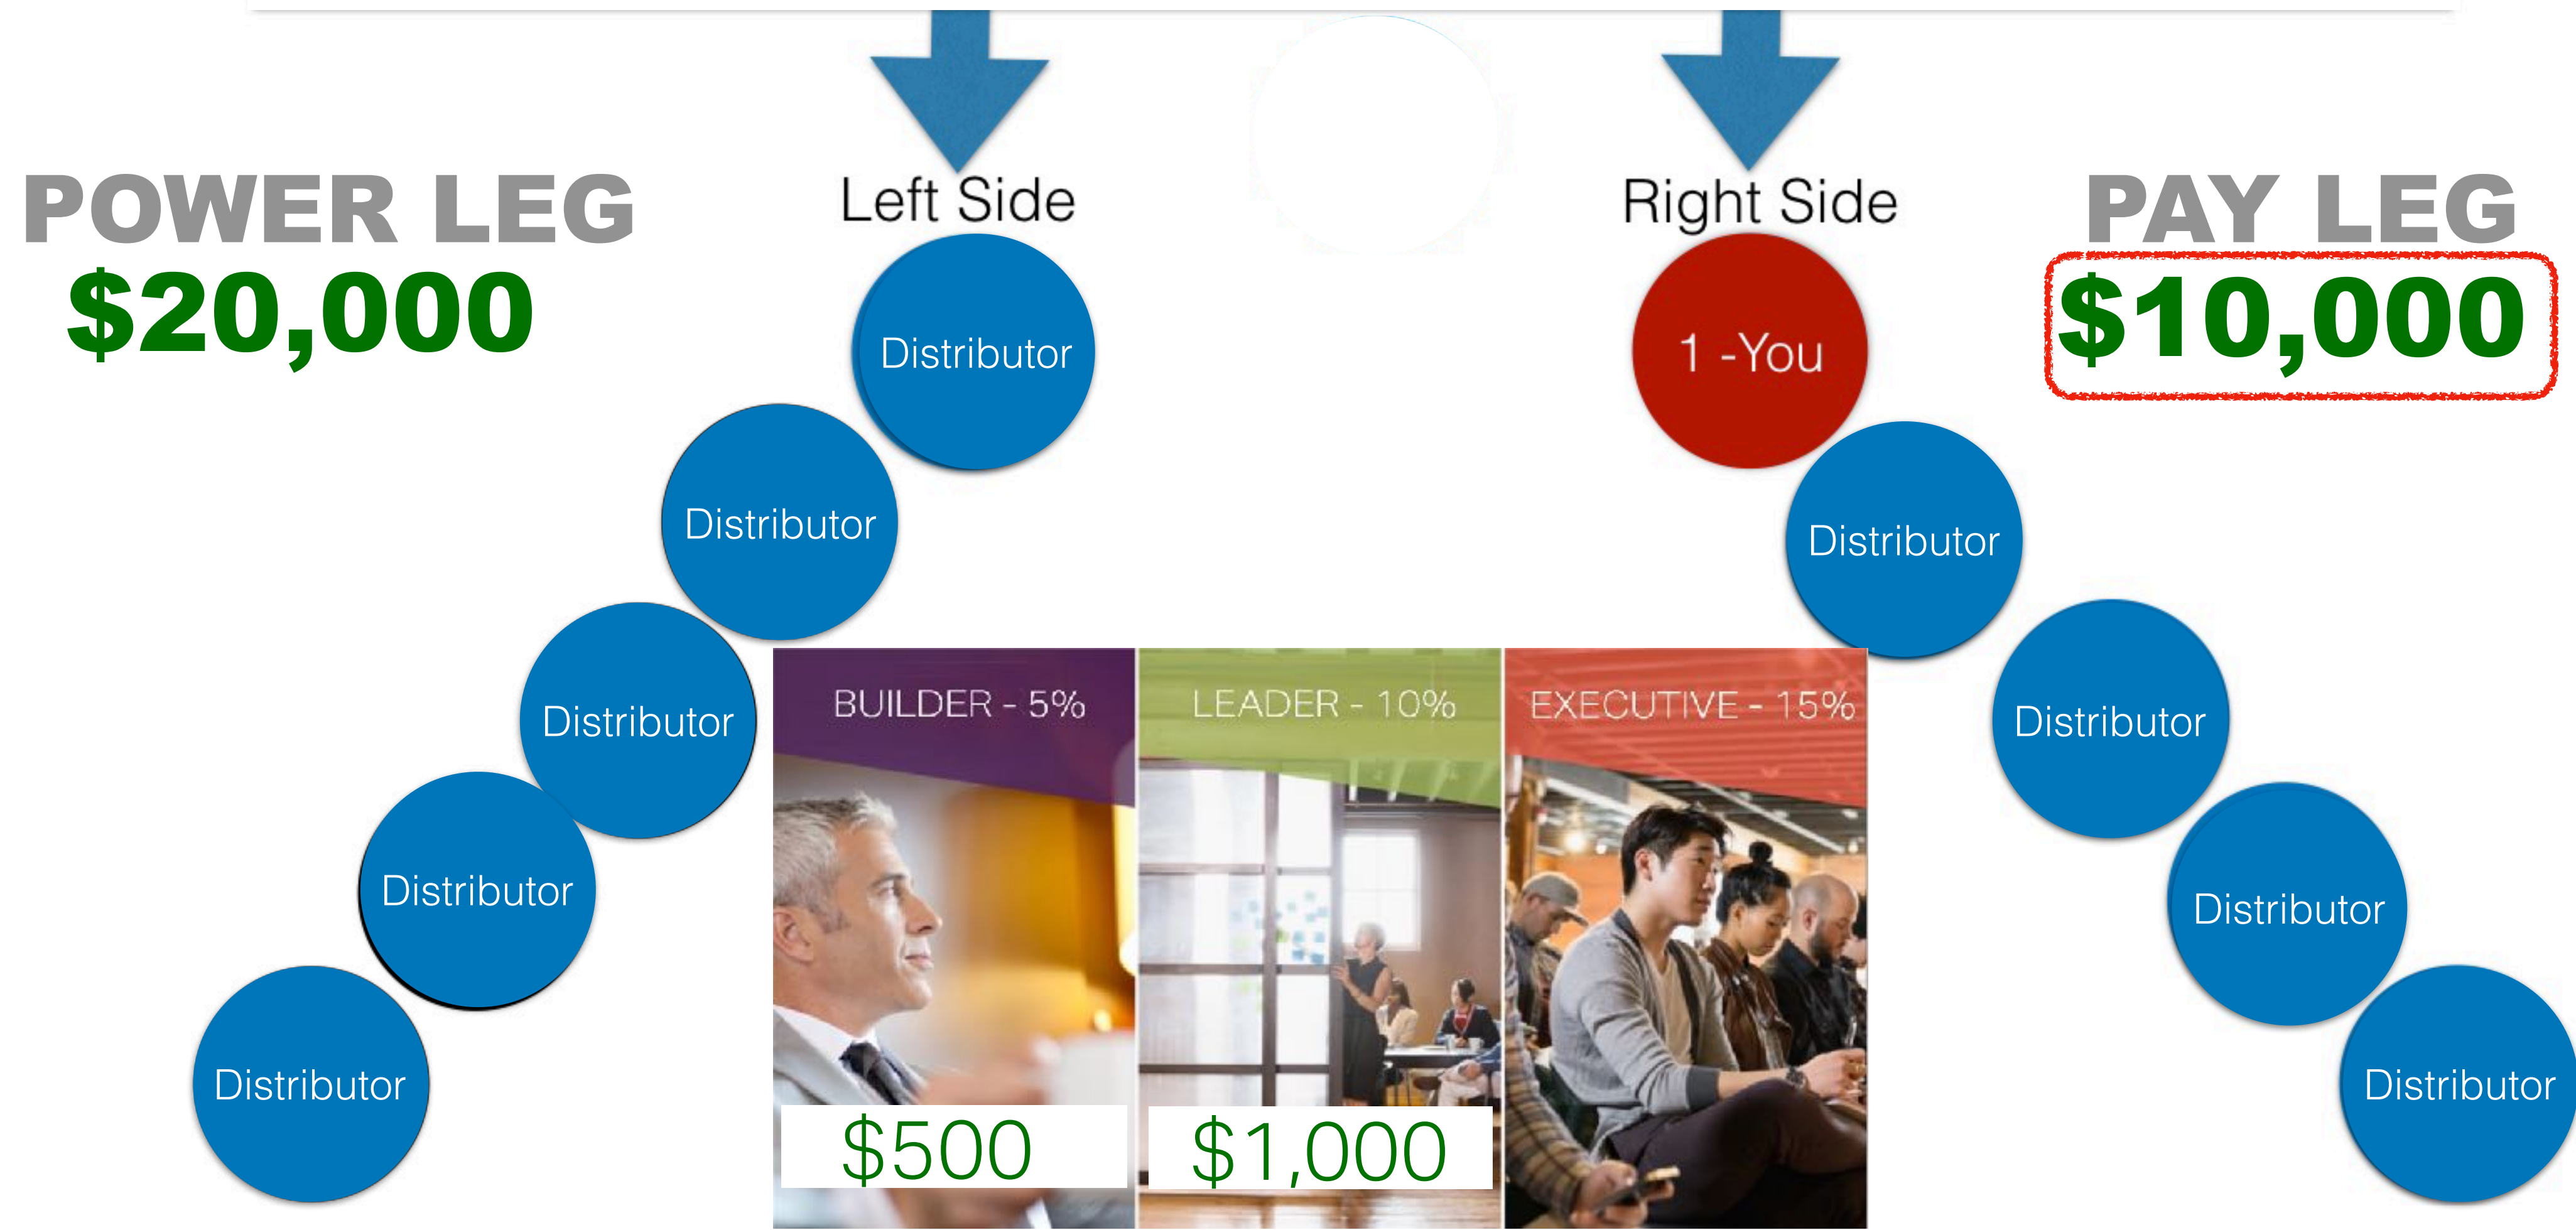 Left Side
Right Side
POWER LEG
PAY LEG
$20,000
$10,000
Distributor
1 -You
Distributor
Distributor
Distributor
Distributor
BUILDER - 5%
LEADER - 10%
EXECUTIVE - 15%
Distributor
Distributor
Distributor
Distributor
Distributor
$500
$1,000